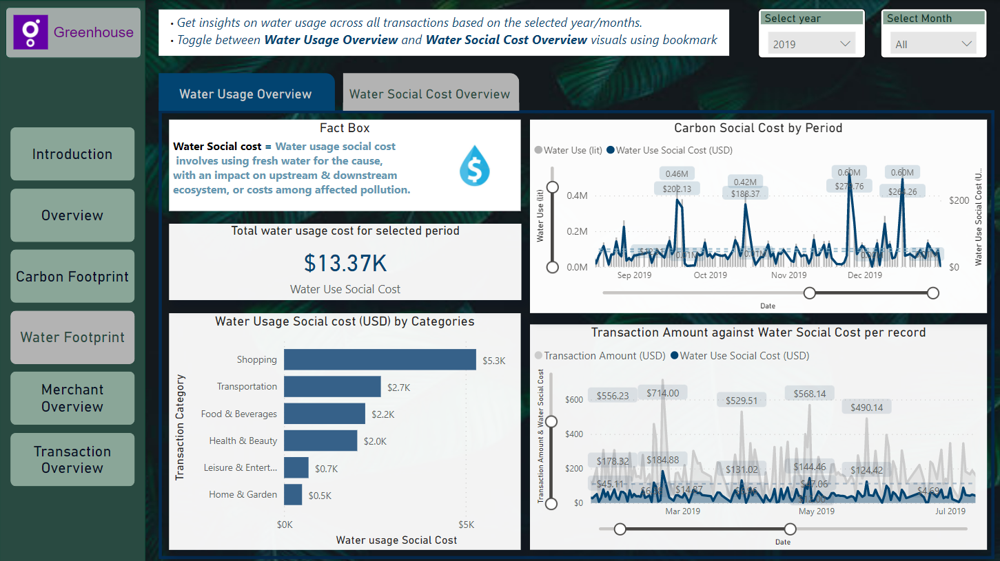 Greenhouse
• Get insights on water usage across all transactions based on the selected year/months.
• Toggle between Water Usage Overview and Water Social Cost Overview visuals using bookmark
Select year
2019
Select Month
All
Introduction
Overview
Carbon Footprint
Water Footprint
Merchant
Overview
Transaction
Overview
Water Usage Overview
Water Social Cost Overview
Fact Box
Water Social cost = Water usage social cost
involves using fresh water for the cause,
with an impact on upstream & downstream
ecosystem, or costs among affected pollution.
$
Total water usage cost for selected period
$13.37K
Water Use Social Cost
Water Usage Social cost (USD) by Categories
Transaction Category
Shopping
$5.3K
Transportation
$2.7K
Food & Beverages
$2.2K
Health & Beauty
$2.0K
Leisure & Entert...
$0.7K
Home & Garden
$0.5K
$0K
$5K
Water usage Social Cost
Carbon Social Cost by Period
Water Use (lit)
Water Use Social Cost (USD)
Water Use (lit)
0.4M
0.2M
0.0M
0.46M
$202.13
0.42M
$188.37
0.60M
0.60M
$200
$0
Water Use Social Cost (U...
Sep 2019
Oct 2019
Nov 2019
Dec 2019
Date
Transaction Amount against Water Social Cost per record
Transaction Amount (USD)
Water Use Social Cost (USD)
Transaction Amount & Water Social Cost
$600
$400
$200
$0
$556.23
$714.00
$529.51
$568.14
$490.14
$178.32
$184.88
$131.02
$144.46
$124.42
$45.11
$14.87
$4.69
Mar 2019
May 2019
Jul 2019
Date